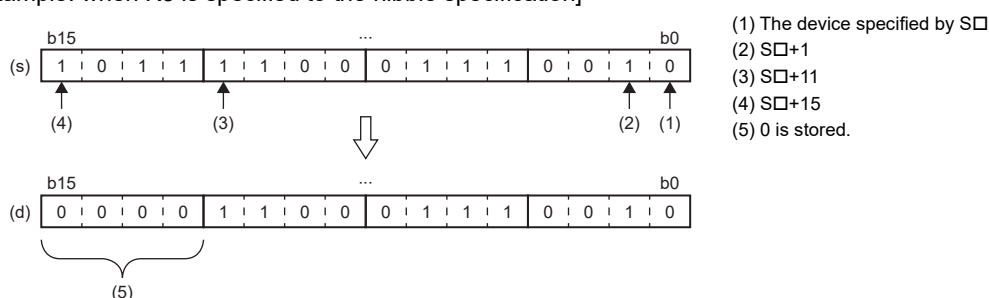 ample: when K3 is specified to the nibble specification]
b15 ... b0
(s) 1 0 1 1 1 1 0 0 0 1 1 1 0 0 1 0
(4) (3) (2) (1)
b15 ... b0
(d) 0 0 0 0 1 1 0 0 0 1 1 1 0 0 1 0
(5)
(1) The device specified by S□
(2) S□+1
(3) S□+11
(4) S□+15
(5) 0 is stored.